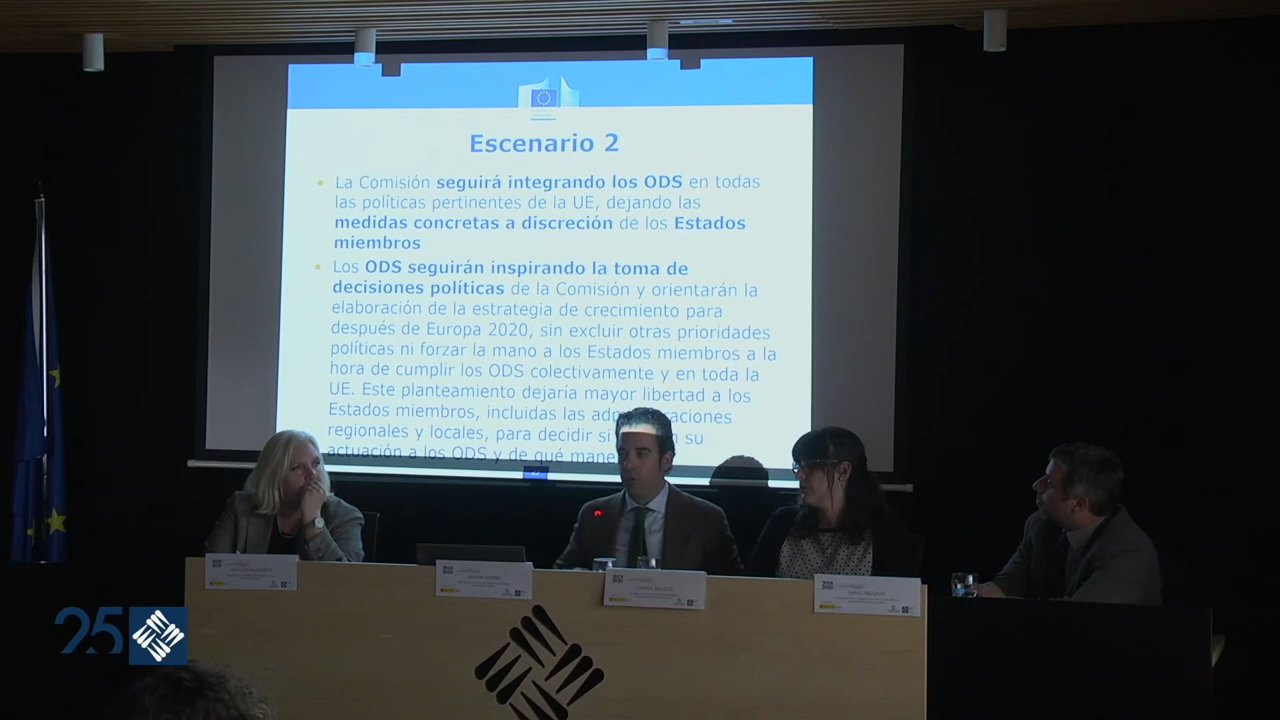 Escenario 2
La Comisión seguirá integrando los ODS en todas
las políticas pertinentes de la UE, dejando las
medidas concretas a discreción de los Estados
miembros
Los ODS seguirán inspirando la toma de
decisiones políticas de la Comisión y orientarán la
elaboración de la estrategia de crecimiento para
después de Europa 2020, sin excluir otras prioridades
políticas ni forzar la mano a los Estados miembros a la
hora de cumplir los ODS colectivamente y en toda la
UE. Este planteamiento dejaría mayor libertad a los
Estados miembros, incluidas las
regionales y locales, para decidir si su
actuación a los ODS y de qué
25